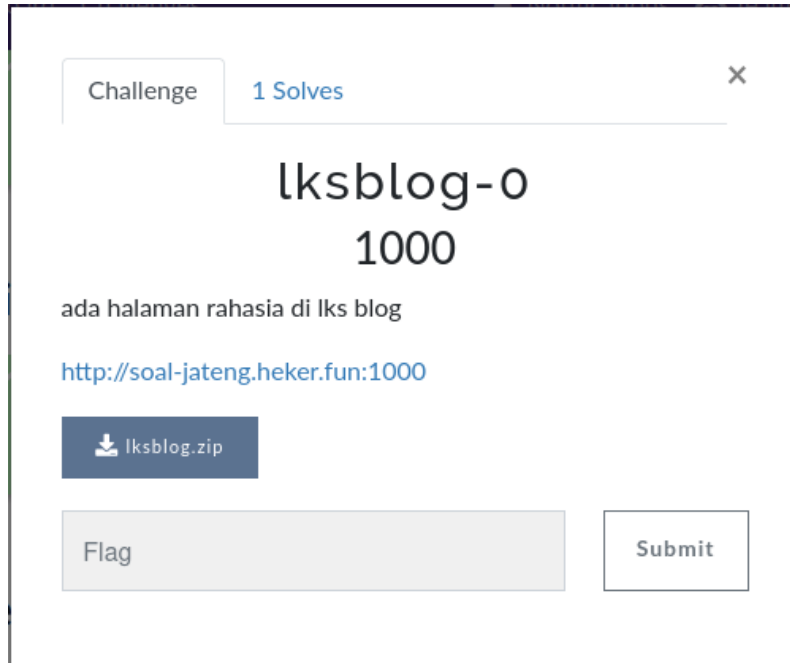 Challenge
1 Solves
×
lksblog-0
1000
ada halaman rahasia di lks blog
http://soal-jateng.heker.fun:1000
lksblog.zip
Flag
Submit